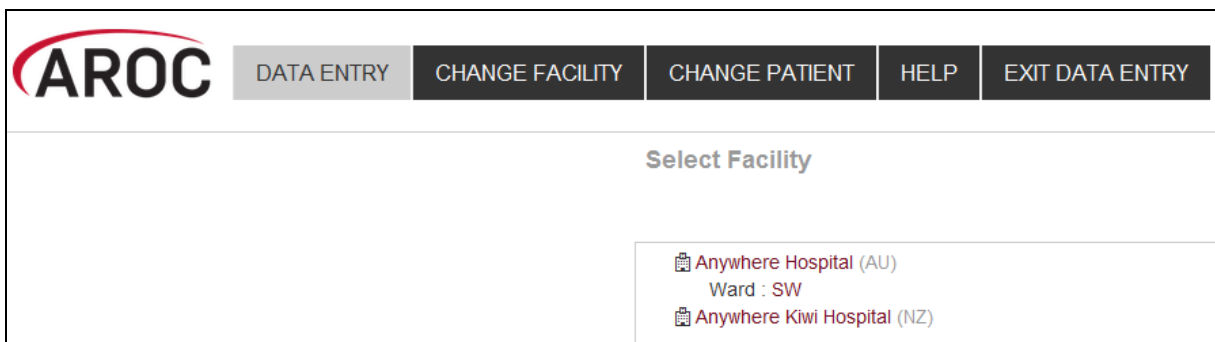 AROC DATA ENTRY CHANGE FACILITY CHANGE PATIENT HELP EXIT DATA ENTRY
Select Facility
Anywhere Hospital (AU)
Ward : SW
Anywhere Kiwi Hospital (NZ)